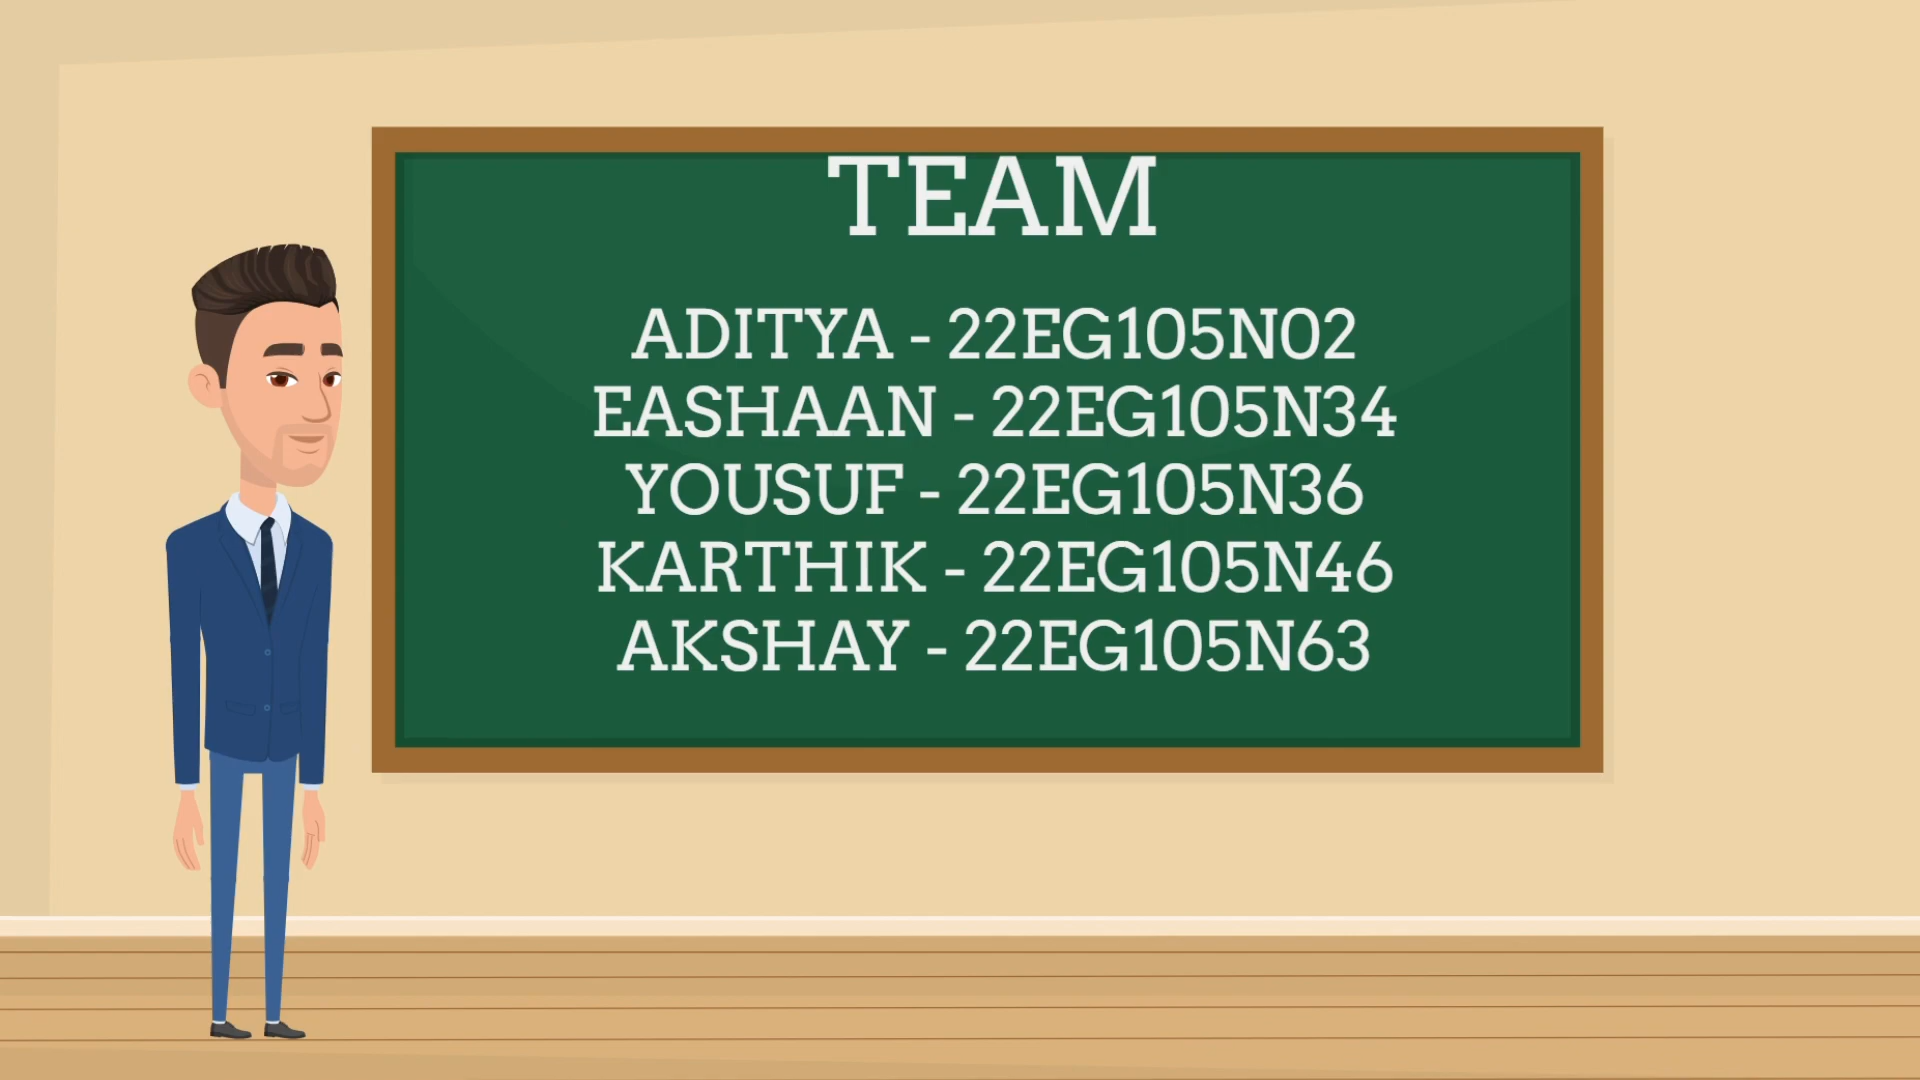 TEAM
ADITYA - 22EG105N02
EASHAAN - 22EG105N34
YOUSUF - 22EG105N36
KARTHIK - 22EG105N46
AKSHAY - 22EG105N63